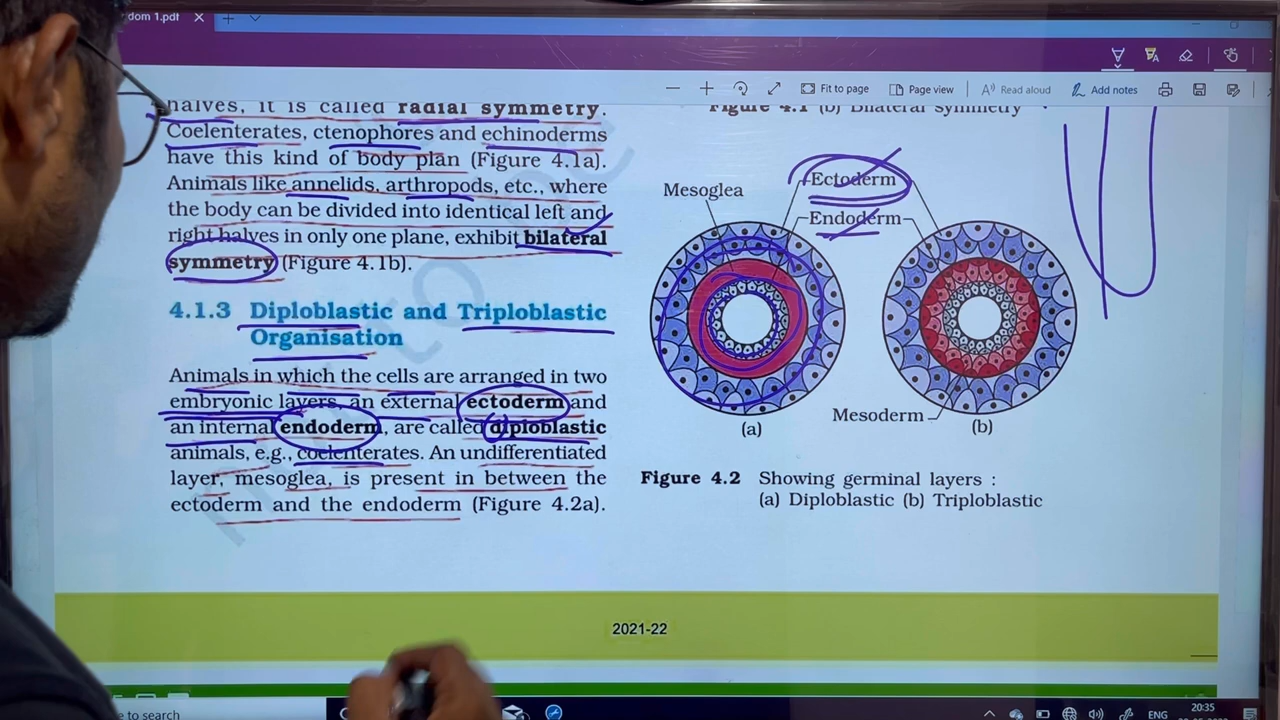 dom 1.pdf
Fit to page
Page view
Read aloud
Add notes
halves, it is called radial symmetry.
Coelenterates, ctenophores and echinoderms
have this kind of body plan (Figure 4.1a).
Animals like annelids, arthropods, etc., where
the body can be divided into identical left and
right halves in only one plane, exhibit bilateral
symmetry (Figure 4.1b).
4.1.3 Diploblastic and Triploblastic
Organisation
Animals in which the cells are arranged in two
embryonic layers, an external ectoderm and
an internal endoderm, are called diploblastic
animals, e.g., coelenterates. An undifferentiated
layer, mesoglea, is present in between the
ectoderm and the endoderm (Figure 4.2a).
Figure 4.1 (b) Bilateral symmetry
Mesoglea
Ectoderm
Endoderm
Mesoderm
(a)
(b)
Figure 4.2 Showing germinal layers :
(a) Diploblastic (b) Triploblastic
2021-22
e to search
ENG
20:35